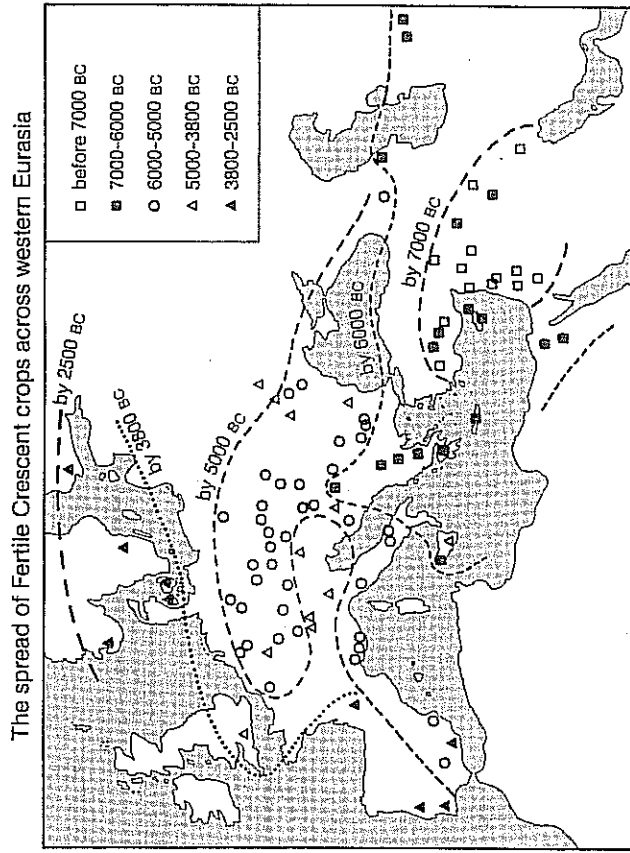 The spread of Fertile Crescent crops across western Eurasia
□ before 7000 BC
▣ 7000-6000 BC
○ 6000-5000 BC
△ 5000-3800 BC
▲ 3800-2500 BC
by 2500 BC
by 3800 BC
by 5000 BC
by 6000 BC
by 7000 BC